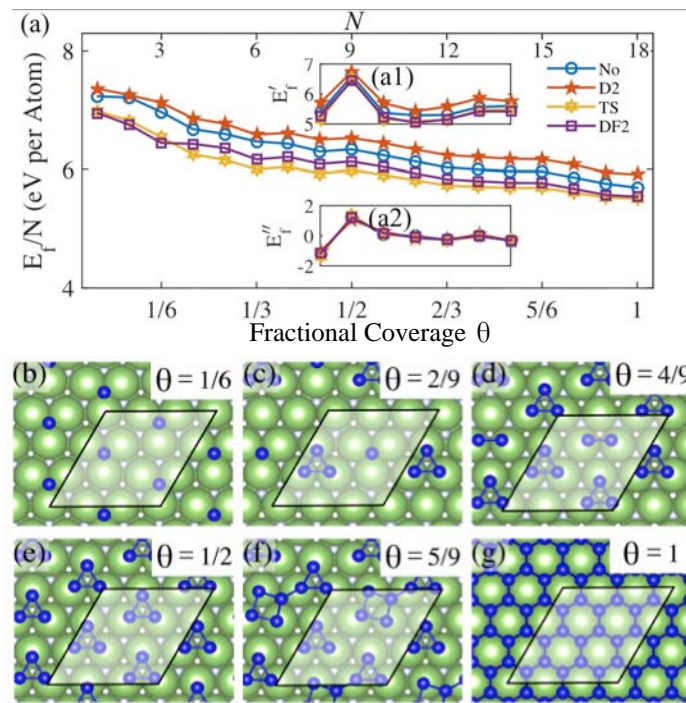 (a)
N
3 6 9 12 15 18
8
(a1)
7
E'f
5
No
D2
TS
DF2
E_f/N (eV per Atom)
6
2
(a2)
0
E''f
-2
4
1/6 1/3 1/2 2/3 5/6 1
Fractional Coverage θ
(b) θ = 1/6 (c) θ = 2/9 (d) θ = 4/9
(e) θ = 1/2 (f) θ = 5/9 (g) θ = 1